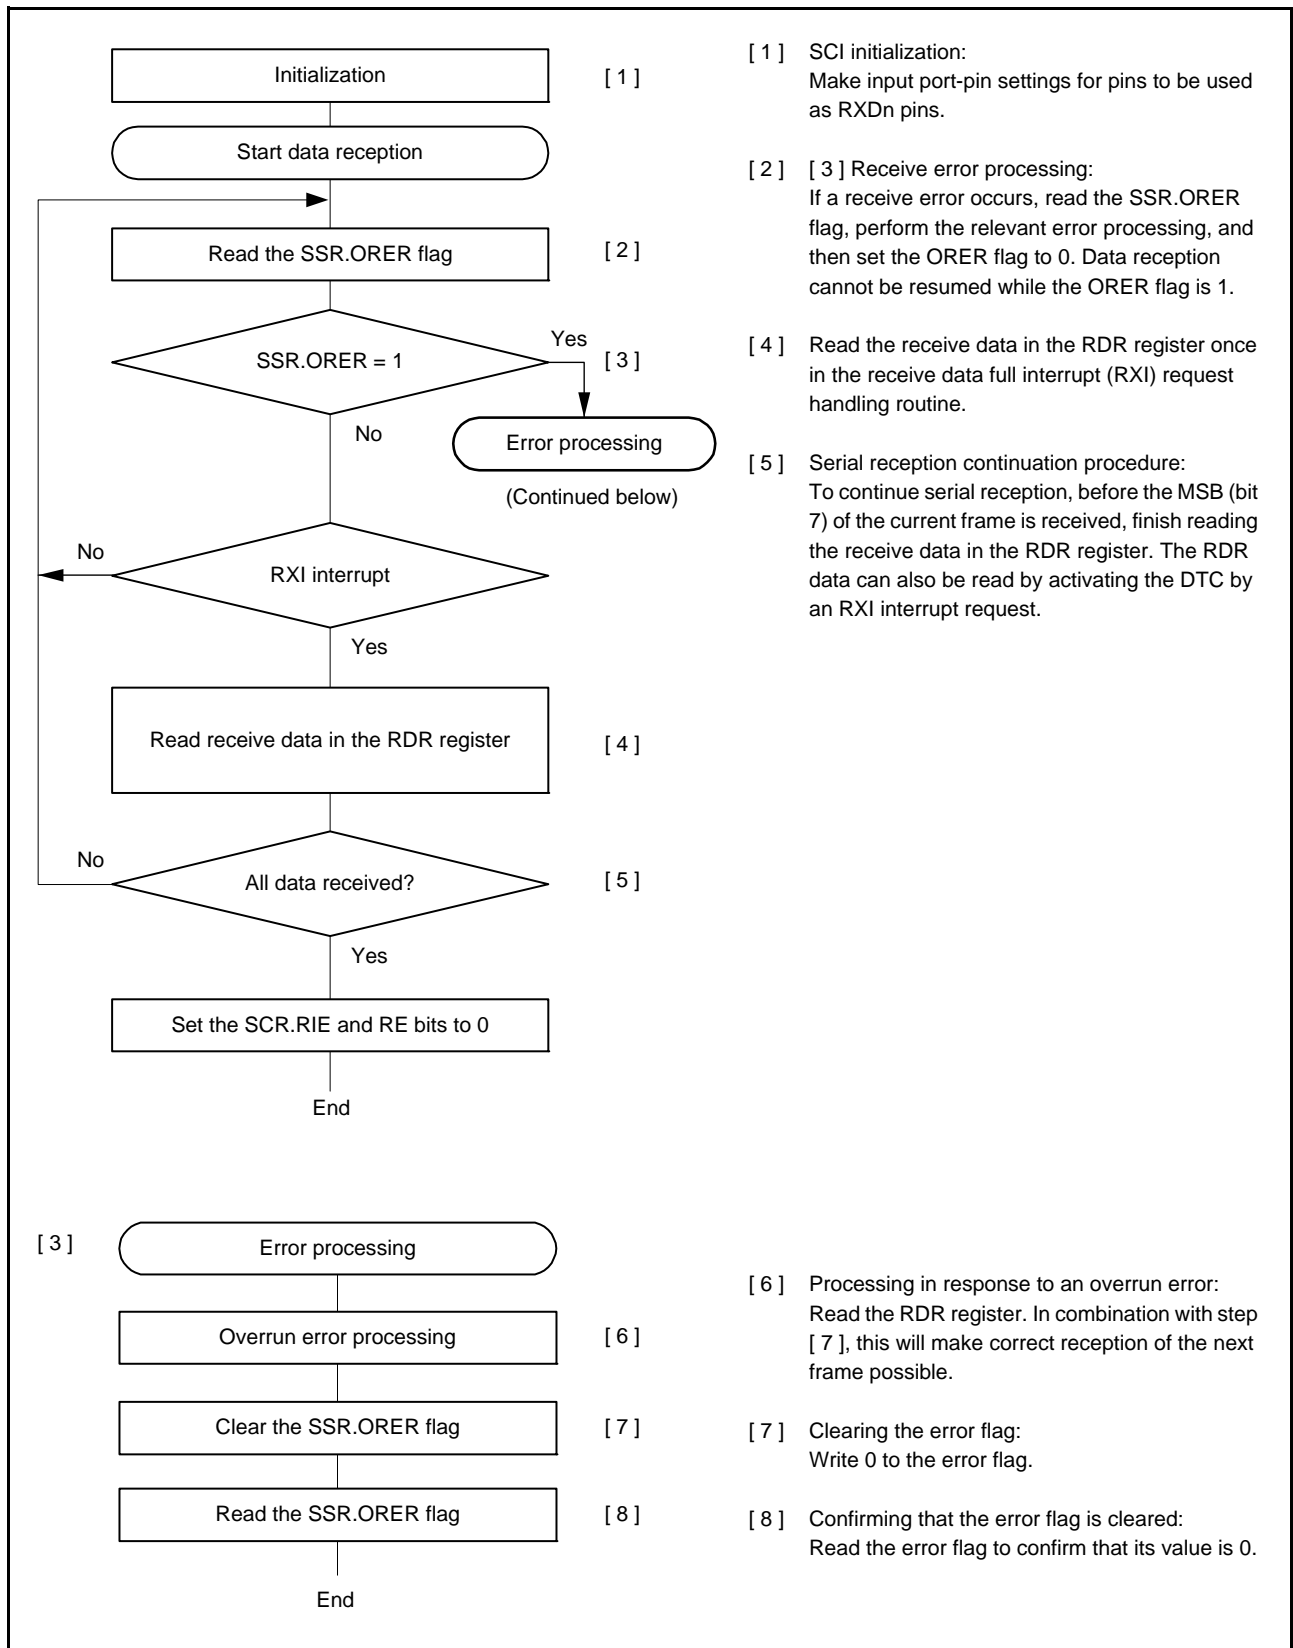 Initialization
[ 1 ]
Start data reception
Read the SSR.ORER flag
[ 2 ]
SSR.ORER = 1
Yes
[ 3 ]
No
Error processing
(Continued below)
No
RXI interrupt
Yes
Read receive data in the RDR register
[ 4 ]
No
All data received?
[ 5 ]
Yes
Set the SCR.RIE and RE bits to 0
End
[ 1 ] SCI initialization:
Make input port-pin settings for pins to be used
as RXDn pins.
[ 2 ] [ 3 ] Receive error processing:
If a receive error occurs, read the SSR.ORER
flag, perform the relevant error processing, and
then set the ORER flag to 0. Data reception
cannot be resumed while the ORER flag is 1.
[ 4 ] Read the receive data in the RDR register once
in the receive data full interrupt (RXI) request
handling routine.
[ 5 ] Serial reception continuation procedure:
To continue serial reception, before the MSB (bit
7) of the current frame is received, finish reading
the receive data in the RDR register. The RDR
data can also be read by activating the DTC by
an RXI interrupt request.
[ 3 ]
Error processing
Overrun error processing
[ 6 ]
Clear the SSR.ORER flag
[ 7 ]
Read the SSR.ORER flag
[ 8 ]
End
[ 6 ] Processing in response to an overrun error:
Read the RDR register. In combination with step
[ 7 ], this will make correct reception of the next
frame possible.
[ 7 ] Clearing the error flag:
Write 0 to the error flag.
[ 8 ] Confirming that the error flag is cleared:
Read the error flag to confirm that its value is 0.